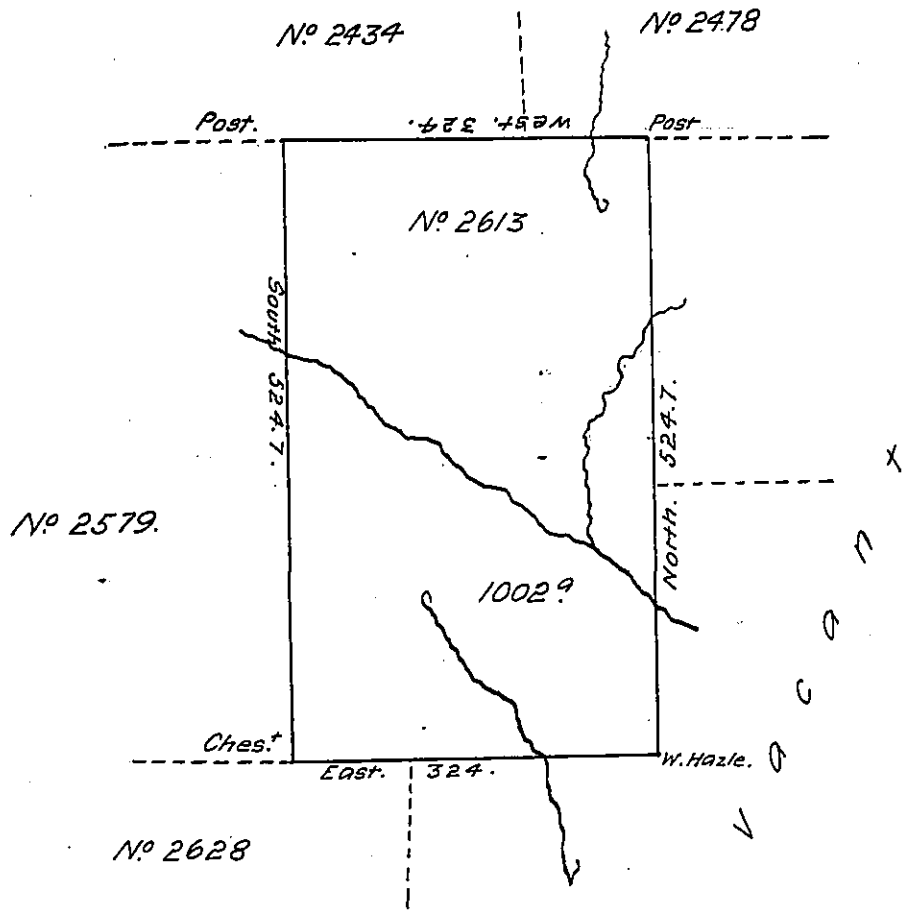 Nº 2434
Nº 2478
Post.
West. 324.
Post
Nº 2613
South 524.7.
North. 524.7.
Nº 2579.
1002ª
Ches.t
East. 324.
W. Hazle.
Nº 2628
Vacant